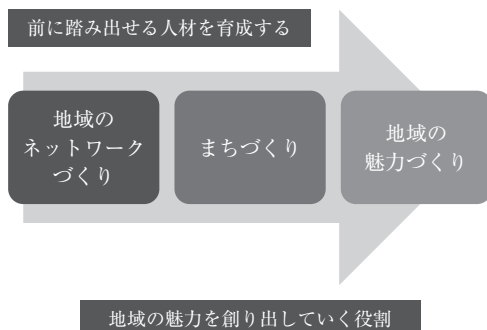 前に踏み出せる人材を育成する
地域の
ネットワーク
づくり
まちづくり
地域の
魅力づくり
地域の魅力を創り出していく役割